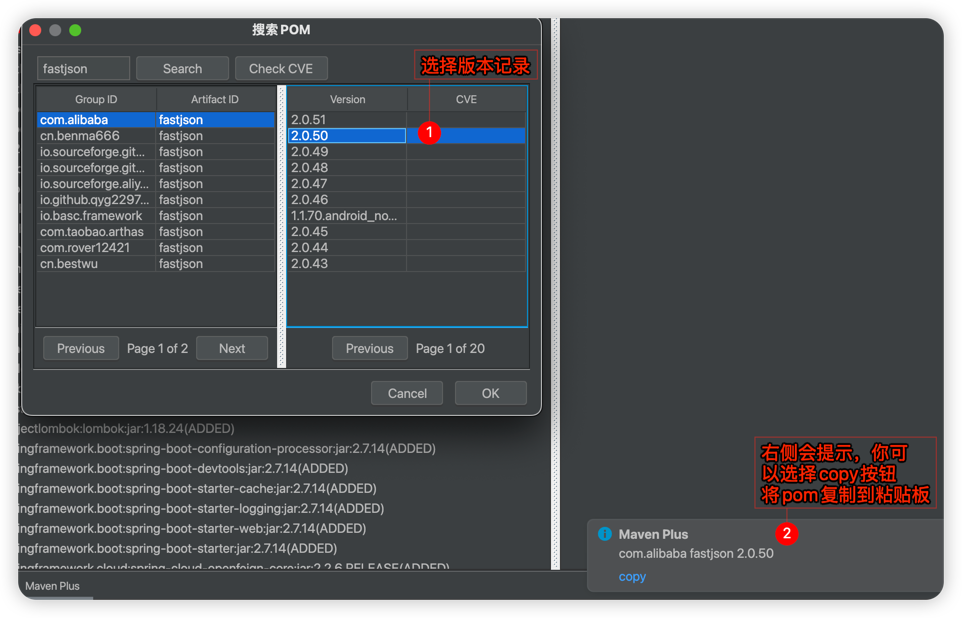 搜索 POM
fastjson
Search
Check CVE
选择版本记录
Group ID
Artifact ID
Version
CVE
com.alibaba
fastjson
2.0.51
cn.benma666
fastjson
2.0.50
1
io.sourceforge.git...
fastjson
2.0.49
io.sourceforge.git...
fastjson
2.0.48
io.sourceforge.aliy...
fastjson
2.0.47
io.github.qyg2297...
fastjson
2.0.46
io.basc.framework
fastjson
1.1.70.android_no...
com.taobao.arthas
fastjson
2.0.45
com.rover12421
fastjson
2.0.44
cn.bestwu
fastjson
2.0.43
Previous
Page 1 of 2
Next
Previous
Page 1 of 20
Cancel
OK
jectlombok:lombok:jar:1.18.24(ADDED)
ingframework.boot:spring-boot-configuration-processor:jar:2.7.14(ADDED)
ingframework.boot:spring-boot-devtools:jar:2.7.14(ADDED)
ingframework.boot:spring-boot-starter-cache:jar:2.7.14(ADDED)
ingframework.boot:spring-boot-starter-logging:jar:2.7.14(ADDED)
ingframework.boot:spring-boot-starter-web:jar:2.7.14(ADDED)
ingframework.boot:spring-boot-starter:jar:2.7.14(ADDED)
ingframework.cloud:spring-cloud-openfeign-core:jar:2.2.6.RELEASE(ADDED)
右侧会提示，你可
以选择copy按钮
将pom复制到粘贴板
2
Maven Plus
com.alibaba fastjson 2.0.50
copy
Maven Plus